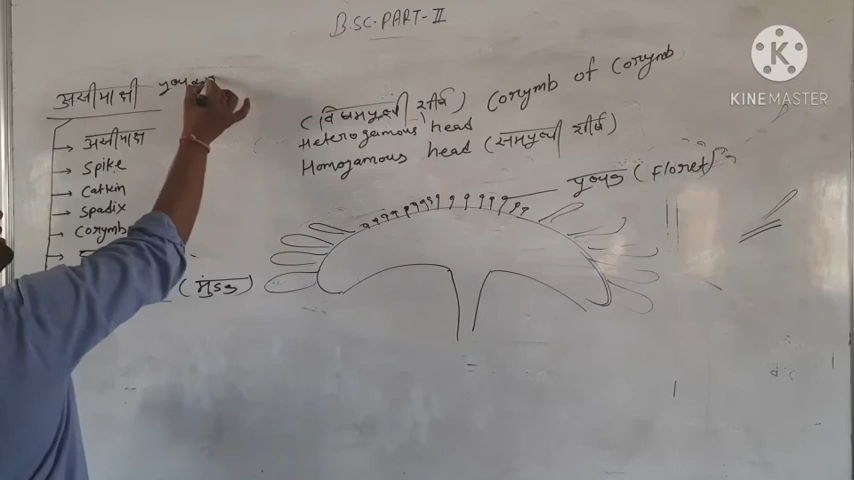 B.SC.-PART-II
KINEMASTER
असीमाक्षी
असीमाक्ष
Spike
Catkin
Spadix
Corymb
(मुंडक)
(विषमपुष्पी शीर्ष) Corymb of Corymb
Heterogamous head
Homogamous head (समपुष्पी शीर्ष)
पुष्पक (Floret)